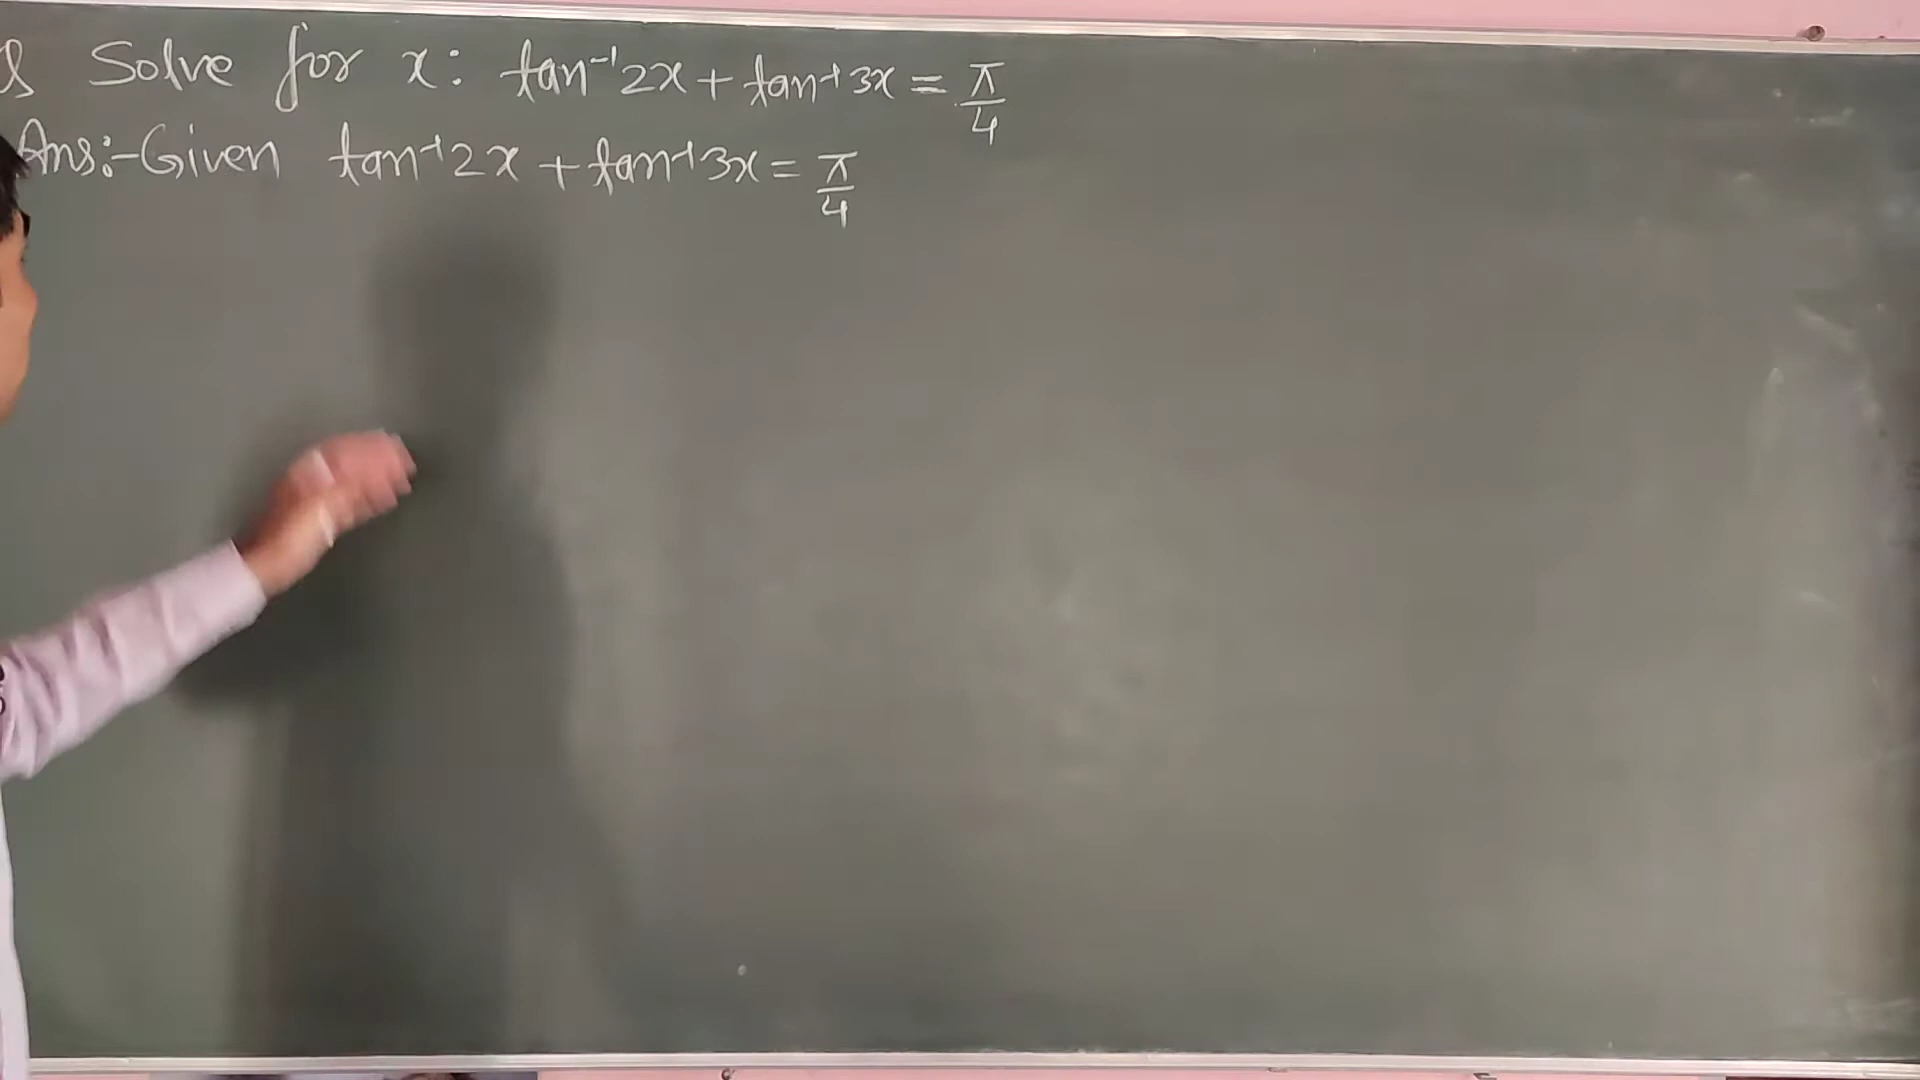 Q Solve for x: tan⁻¹2x + tan⁻¹3x = π/4
Ans:- Given tan⁻¹2x + tan⁻¹3x = π/4